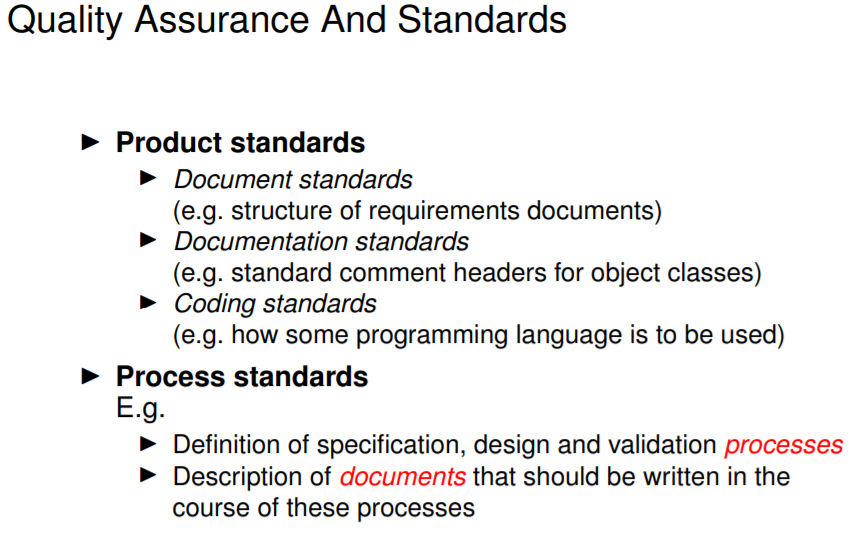 Quality Assurance And Standards
▶ Product standards
▶ Document standards
(e.g. structure of requirements documents)
▶ Documentation standards
(e.g. standard comment headers for object classes)
▶ Coding standards
(e.g. how some programming language is to be used)
▶ Process standards
E.g.
▶ Definition of specification, design and validation processes
▶ Description of documents that should be written in the
course of these processes